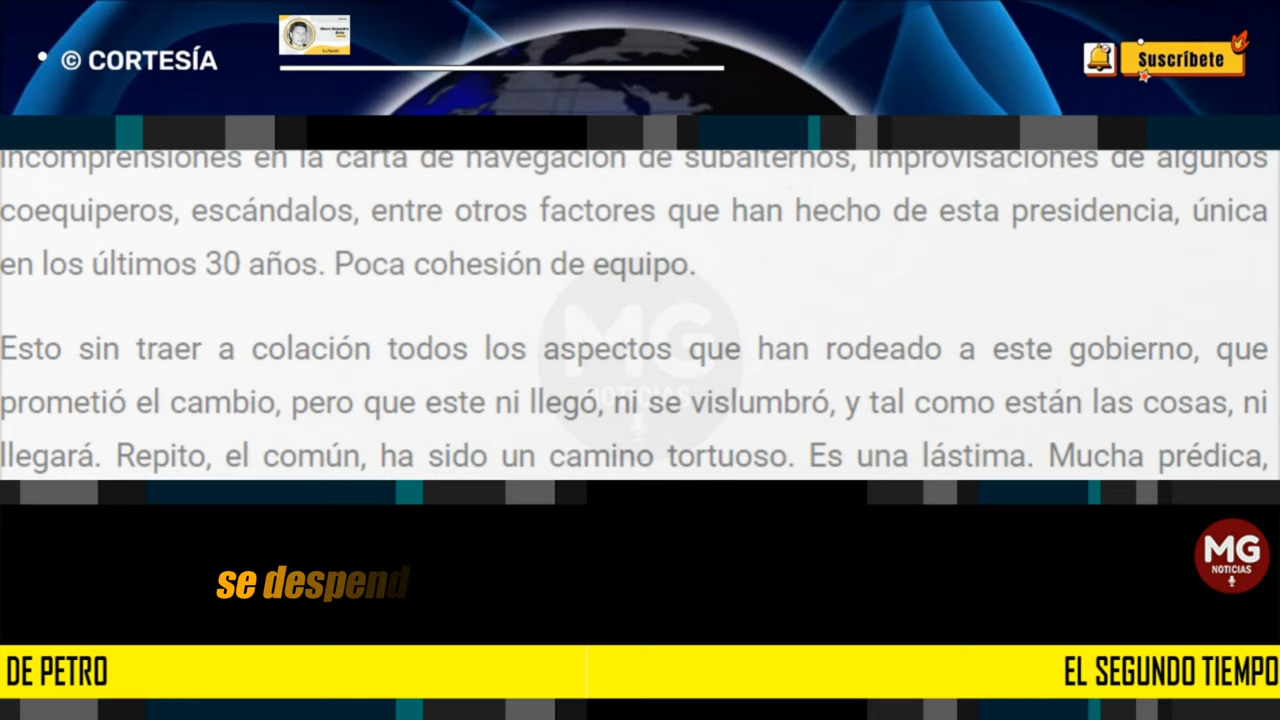 © CORTESÍA
Suscríbete
incomprensiones en la carta de navegación de subalternos, improvisaciones de algunos
coequiperos, escándalos, entre otros factores que han hecho de esta presidencia, única
en los últimos 30 años. Poca cohesión de equipo.
MG
NOTICIAS
Esto sin traer a colación todos los aspectos que han rodeado a este gobierno, que
prometió el cambio, pero que este ni llegó, ni se vislumbró, y tal como están las cosas, ni
llegará. Repito, el común, ha sido un camino tortuoso. Es una lástima. Mucha prédica,
se despend
MG
NOTICIAS
DE PETRO
EL SEGUNDO TIEMPO